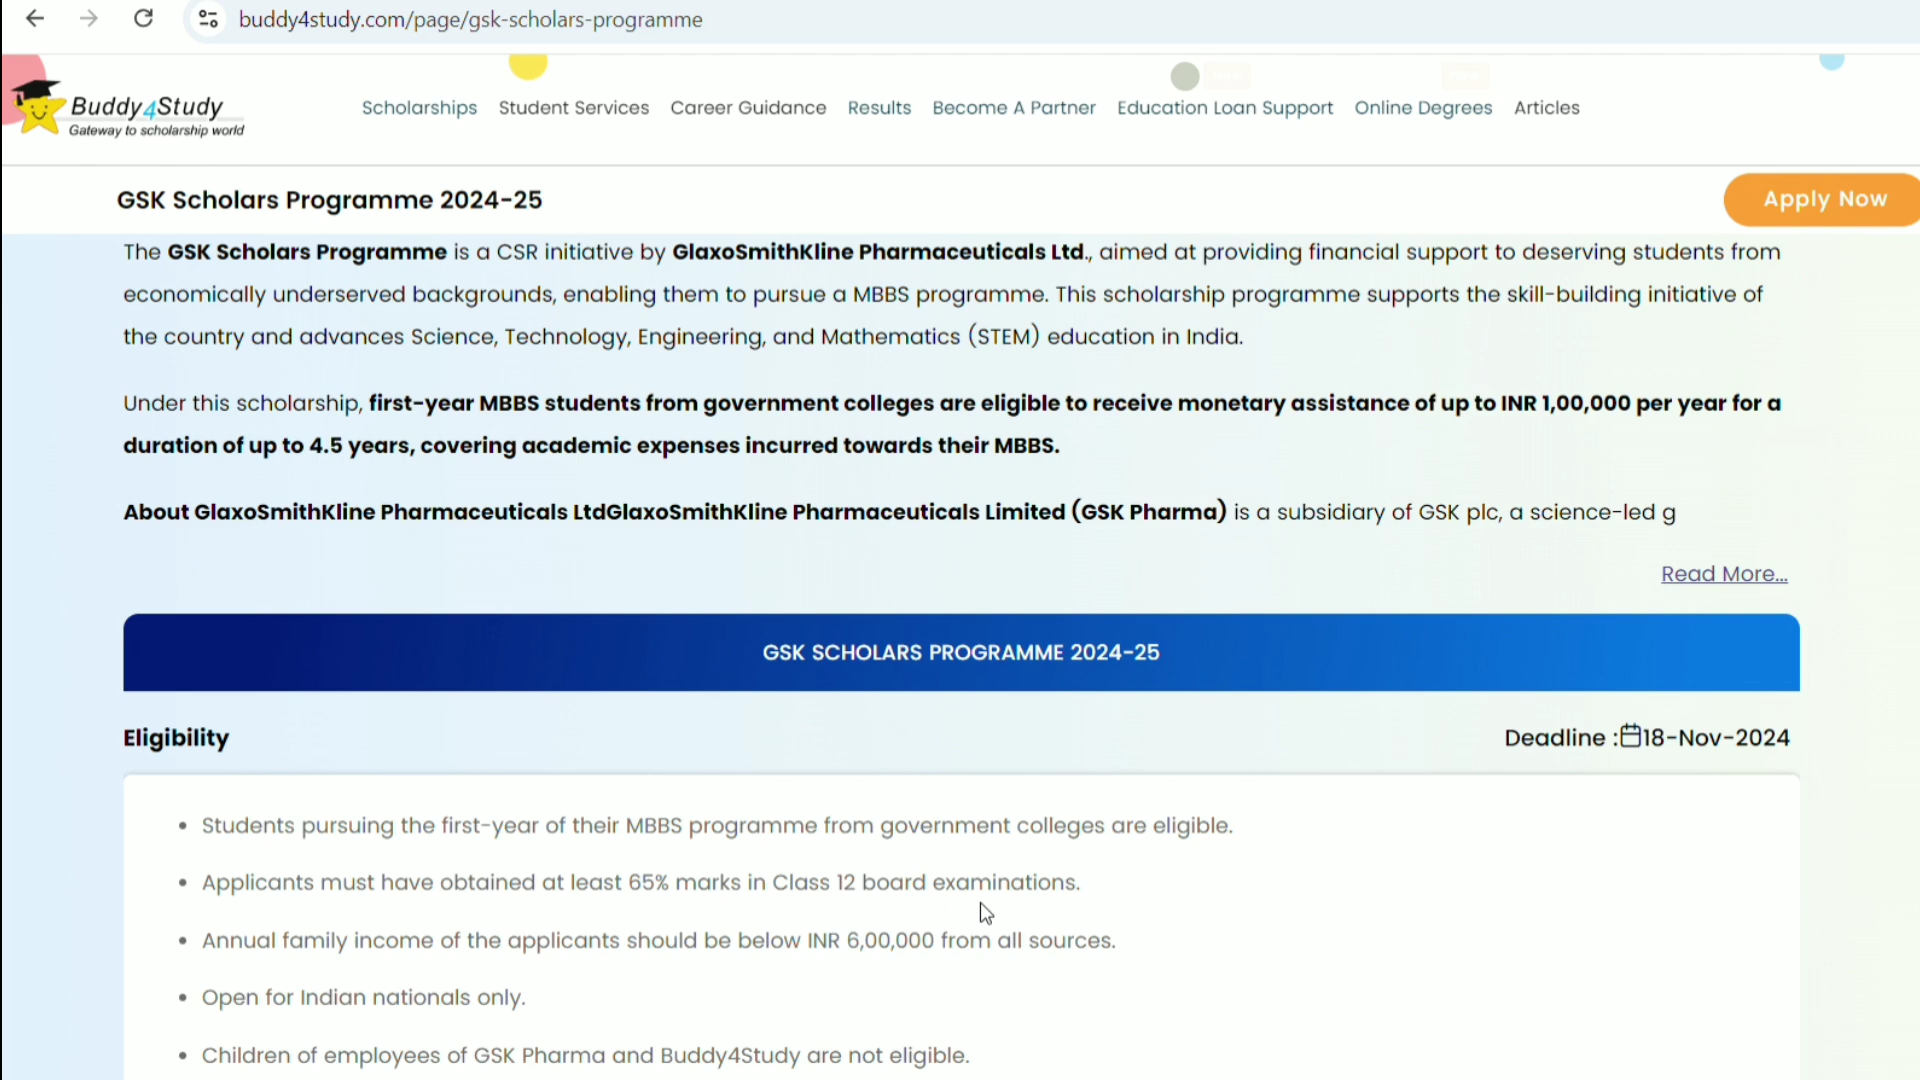 buddy4study.com/page/gsk-scholars-programme
Buddy4Study
Gateway to scholarship world
Scholarships Student Services Career Guidance Results Become A Partner Education Loan Support Online Degrees Articles
GSK Scholars Programme 2024-25
Apply Now
The GSK Scholars Programme is a CSR initiative by GlaxoSmithKline Pharmaceuticals Ltd., aimed at providing financial support to deserving students from
economically underserved backgrounds, enabling them to pursue a MBBS programme. This scholarship programme supports the skill-building initiative of
the country and advances Science, Technology, Engineering, and Mathematics (STEM) education in India.
Under this scholarship, first-year MBBS students from government colleges are eligible to receive monetary assistance of up to INR 1,00,000 per year for a
duration of up to 4.5 years, covering academic expenses incurred towards their MBBS.
About GlaxoSmithKline Pharmaceuticals LtdGlaxoSmithKline Pharmaceuticals Limited (GSK Pharma) is a subsidiary of GSK plc, a science-led g
Read More...
GSK SCHOLARS PROGRAMME 2024-25
Eligibility
Deadline :18-Nov-2024
• Students pursuing the first-year of their MBBS programme from government colleges are eligible.
• Applicants must have obtained at least 65% marks in Class 12 board examinations.
• Annual family income of the applicants should be below INR 6,00,000 from all sources.
• Open for Indian nationals only.
• Children of employees of GSK Pharma and Buddy4Study are not eligible.